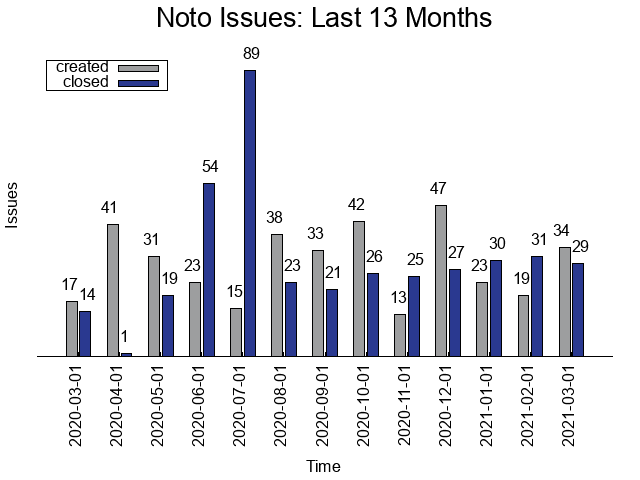 Noto Issues: Last 13 Months
created
closed
Issues
17 14 41 1 31 19 23 54 15 89 38 23 33 21 42 26 13 25 47 27 23 30 19 31 34 29
2020-03-01
2020-04-01
2020-05-01
2020-06-01
2020-07-01
2020-08-01
2020-09-01
2020-10-01
2020-11-01
2020-12-01
2021-01-01
2021-02-01
2021-03-01
Time